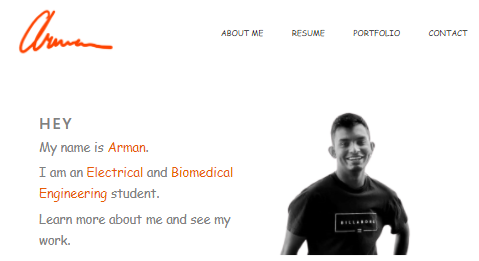 Arman
ABOUT ME RESUME PORTFOLIO CONTACT
HEY
My name is Arman.
I am an Electrical and Biomedical
Engineering student.
Learn more about me and see my
work.
BILLABONG